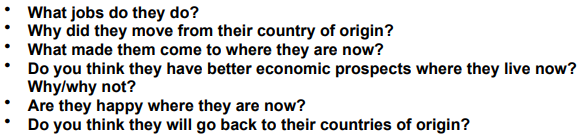 • What jobs do they do?
• Why did they move from their country of origin?
• What made them come to where they are now?
• Do you think they have better economic prospects where they live now?
Why/why not?
• Are they happy where they are now?
• Do you think they will go back to their countries of origin?